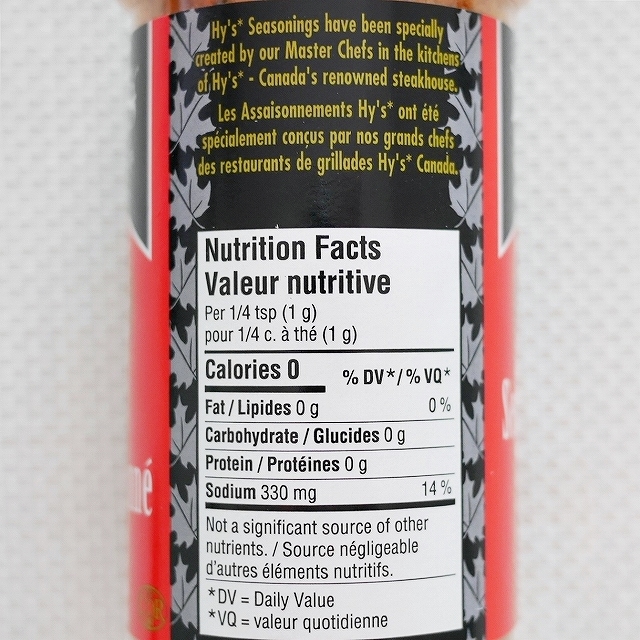 Hy's* Seasonings have been specially
created by our Master Chefs in the kitchens
of Hy's* - Canada's renowned steakhouse.
Les Assaisonnements Hy's* ont été
spécialement conçus par nos grands chefs
des restaurants de grillades Hy's* Canada.
Nutrition Facts
Valeur nutritive
Per 1/4 tsp (1 g)
pour 1/4 c. à thé (1 g)
Calories 0
% DV*/% VQ*
Fat / Lipides 0 g 0 %
Carbohydrate / Glucides 0 g
Protein / Protéines 0 g
Sodium 330 mg 14 %
Not a significant source of other
nutrients. / Source négligeable
d'autres éléments nutritifs.
*DV = Daily Value
*VQ = valeur quotidienne